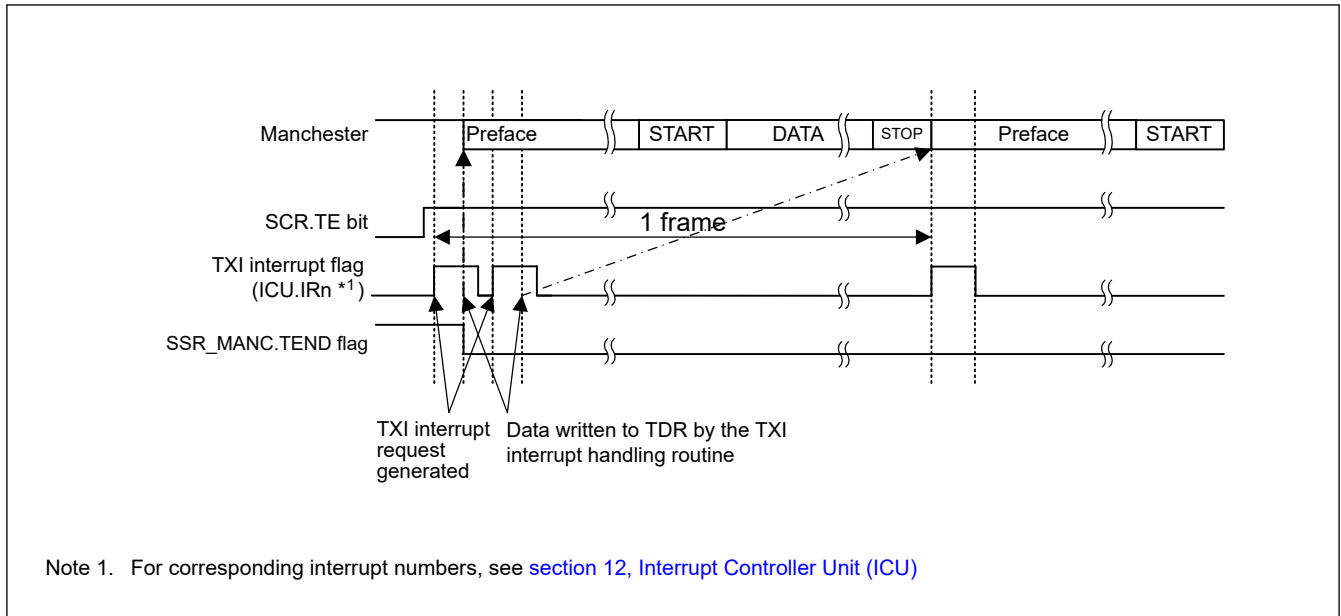 Manchester
Preface
START
DATA
STOP
Preface
START
SCR.TE bit
1 frame
TXI interrupt flag
(ICU.IRn *1)
SSR_MANC.TEND flag
TXI interrupt
request
generated
Data written to TDR by the TXI
interrupt handling routine
Note 1. For corresponding interrupt numbers, see section 12, Interrupt Controller Unit (ICU)